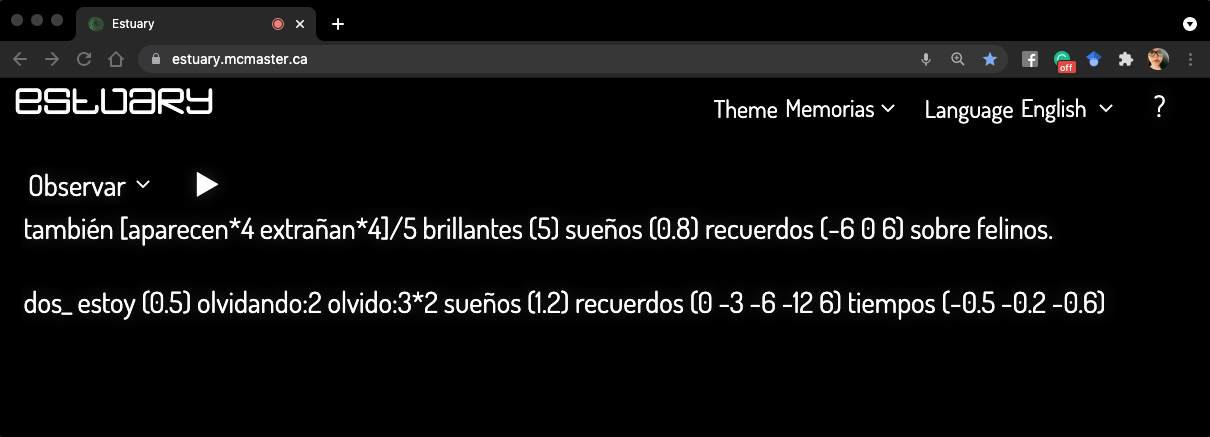 Estuary
estuary.mcmaster.ca
off
estuary
Theme Memorias Language English ?
Observar
también [aparecen*4 extrañan*4]/5 brillantes (5) sueños (0.8) recuerdos (-6 0 6) sobre felinos.
dos_ estoy (0.5) olvidando:2 olvido:3*2 sueños (1.2) recuerdos (0 -3 -6 -12 6) tiempos (-0.5 -0.2 -0.6)